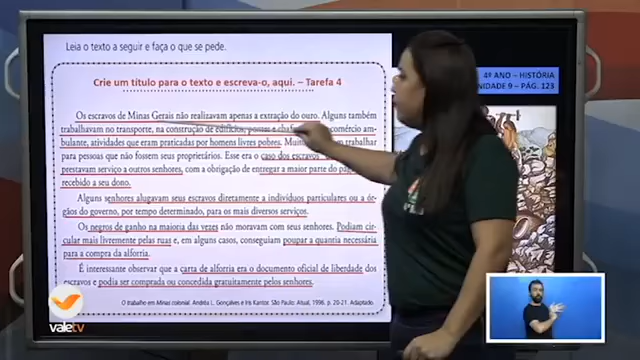 Leia o texto a seguir e faça o que se pede.
Crie um título para o texto e escreva-o, aqui. – Tarefa 4
Os escravos de Minas Gerais não realizavam apenas a extração do ouro. Alguns também
trabalhavam no transporte, na construção de edifícios, pontes e comércio am-
bulante, atividades que eram praticadas por homens livres pobres. trabalhar
para pessoas que não fossem seus proprietários. Esse era o caso dos escravos
prestavam serviço a outros senhores, com a obrigação de entregar a maior parte do
recebido a seu dono.
Alguns senhores alugavam seus escravos diretamente a indivíduos particulares ou a ór-
gãos do governo, por tempo determinado, para os mais diversos serviços.
Os negros de ganho na maioria das vezes não moravam com seus senhores. Podiam cir-
cular mais livremente pelas ruas e, em alguns casos, conseguiam poupar a quantia necessária
para a compra da alforria.
É interessante observar que a carta de alforria era o documento oficial de liberdade dos
escravos e podia ser comprada ou concedida gratuitamente pelos senhores.
O trabalho em Minas colonial. Andréa L. Gonçalves e Iris Kantor. São Paulo: Atual, 1996. p. 20-21. Adaptado
4º ANO – HISTÓRIA
UNIDADE 9 – PÁG. 123
valetv